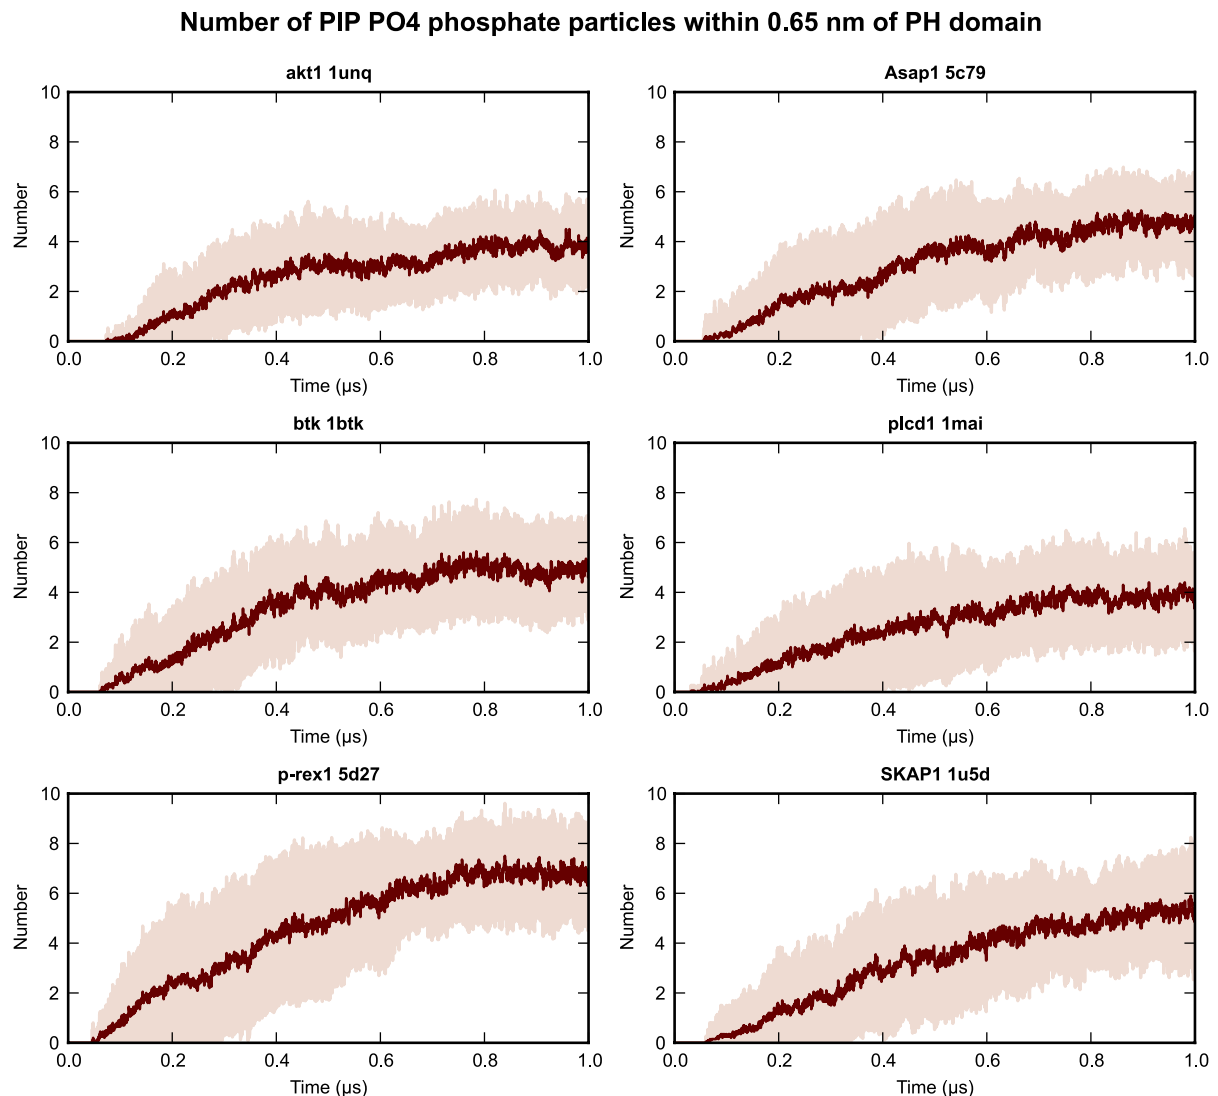 Number of PIP PO4 phosphate particles within 0.65 nm of PH domain
akt1 1unq
Number
10
8
6
4
2
0
0.0 0.2 0.4 0.6 0.8 1.0
Time (µs)
Asap1 5c79
Number
10
8
6
4
2
0
0.0 0.2 0.4 0.6 0.8 1.0
Time (µs)
btk 1btk
Number
10
8
6
4
2
0
0.0 0.2 0.4 0.6 0.8 1.0
Time (µs)
plcd1 1mai
Number
10
8
6
4
2
0
0.0 0.2 0.4 0.6 0.8 1.0
Time (µs)
p-rex1 5d27
Number
10
8
6
4
2
0
0.0 0.2 0.4 0.6 0.8 1.0
Time (µs)
SKAP1 1u5d
Number
10
8
6
4
2
0
0.0 0.2 0.4 0.6 0.8 1.0
Time (µs)